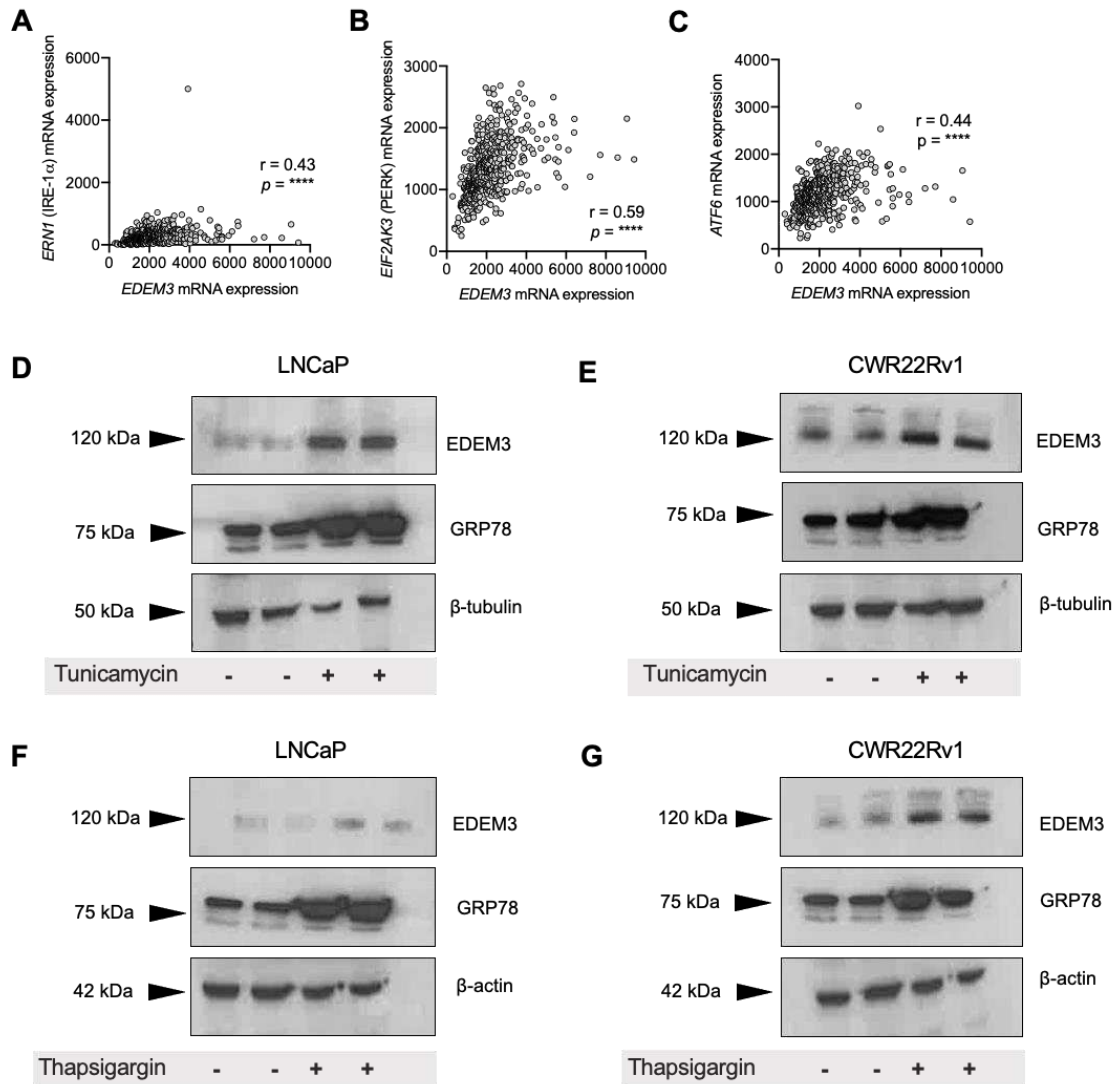 A
ERN1 (IRE-1α) mRNA expression
6000
4000
2000
0
r = 0.43
p = ****
0 2000 4000 6000 8000 10000
EDEM3 mRNA expression
B
EIF2AK3 (PERK) mRNA expression
3000
2000
1000
0
r = 0.59
p = ****
0 2000 4000 6000 8000 10000
EDEM3 mRNA expression
C
ATF6 mRNA expression
4000
3000
2000
1000
0
r = 0.44
p = ****
0 2000 4000 6000 8000 10000
EDEM3 mRNA expression
D
LNCaP
120 kDa
EDEM3
75 kDa
GRP78
50 kDa
β-tubulin
Tunicamycin - - + +
E
CWR22Rv1
120 kDa
EDEM3
75 kDa
GRP78
50 kDa
β-tubulin
Tunicamycin - - + +
F
LNCaP
120 kDa
EDEM3
75 kDa
GRP78
42 kDa
β-actin
Thapsigargin - - + +
G
CWR22Rv1
120 kDa
EDEM3
75 kDa
GRP78
42 kDa
β-actin
Thapsigargin - - + +